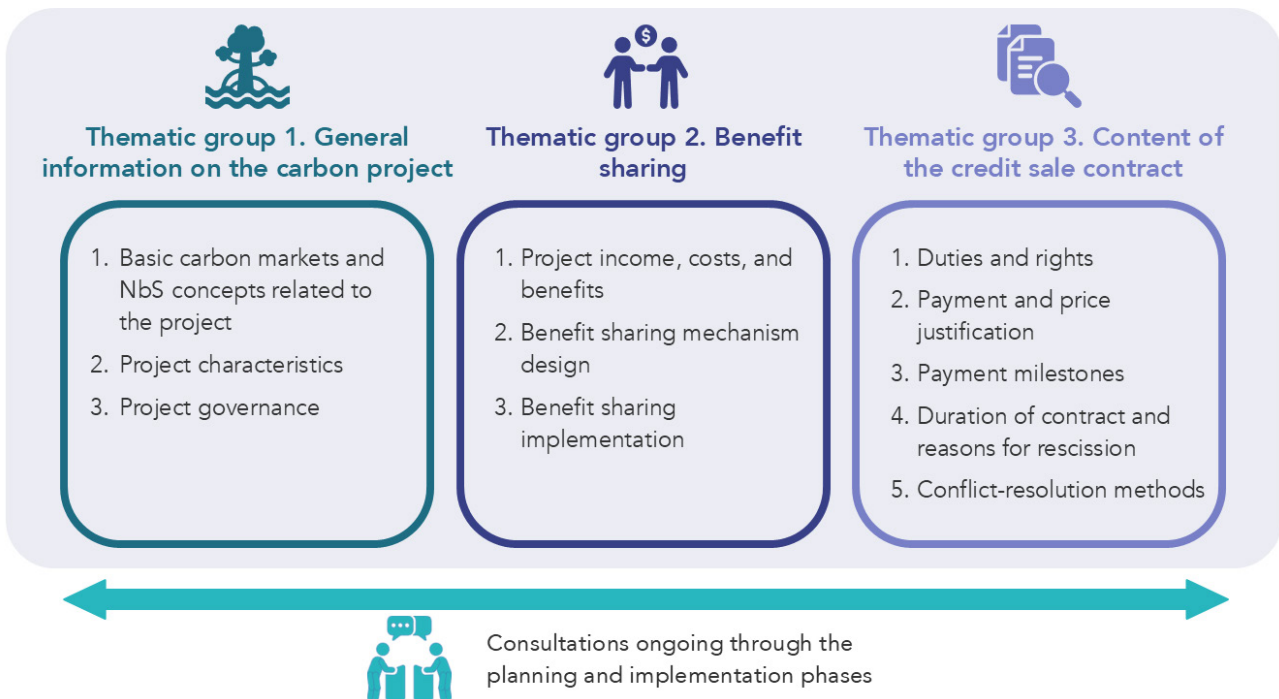 $
Thematic group 1. General
information on the carbon project
1. Basic carbon markets and
NbS concepts related to
the project
2. Project characteristics
3. Project governance
Thematic group 2. Benefit
sharing
1. Project income, costs, and
benefits
2. Benefit sharing mechanism
design
3. Benefit sharing
implementation
Thematic group 3. Content of
the credit sale contract
1. Duties and rights
2. Payment and price
justification
3. Payment milestones
4. Duration of contract and
reasons for rescission
5. Conflict-resolution methods
Consultations ongoing through the
planning and implementation phases